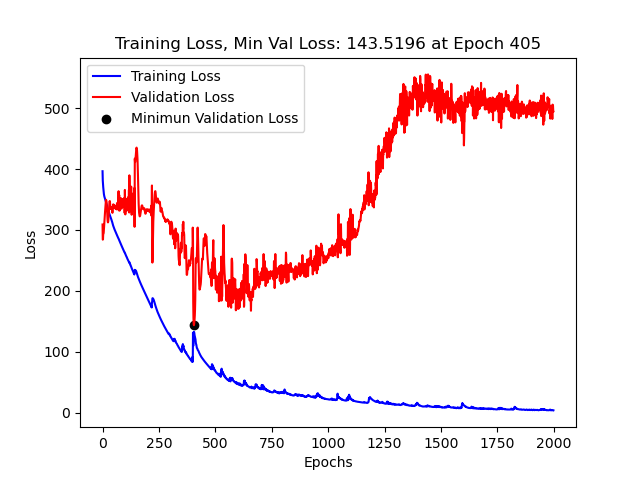 Training Loss, Min Val Loss: 143.5196 at Epoch 405
Training Loss
Validation Loss
Minimun Validation Loss
Loss
500
400
300
200
100
0
0 250 500 750 1000 1250 1500 1750 2000
Epochs